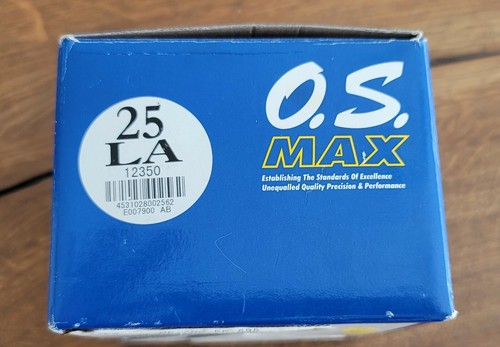 25
LA
12350
4531028002562
E007900 AB
O.S.
MAX
Establishing The Standards Of Excellence
Unequalled Quality Precision & Performance